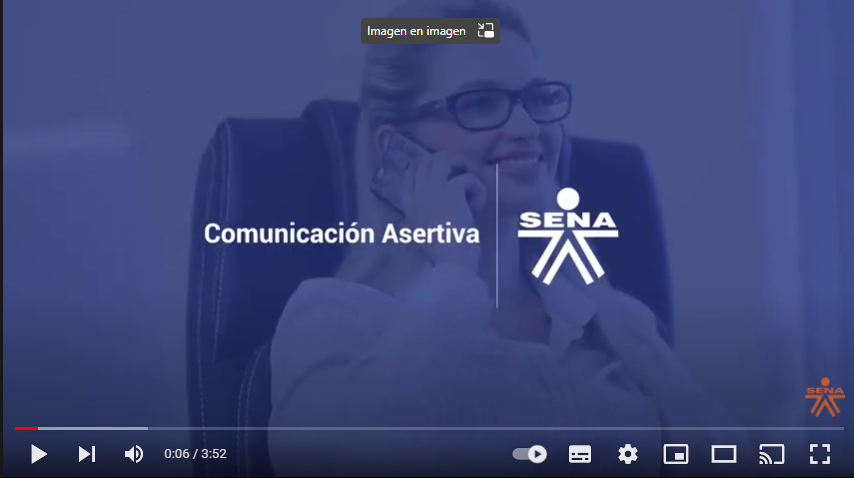 Imagen en imagen
Comunicación Asertiva
SENA
SENA
0:06 / 3:52